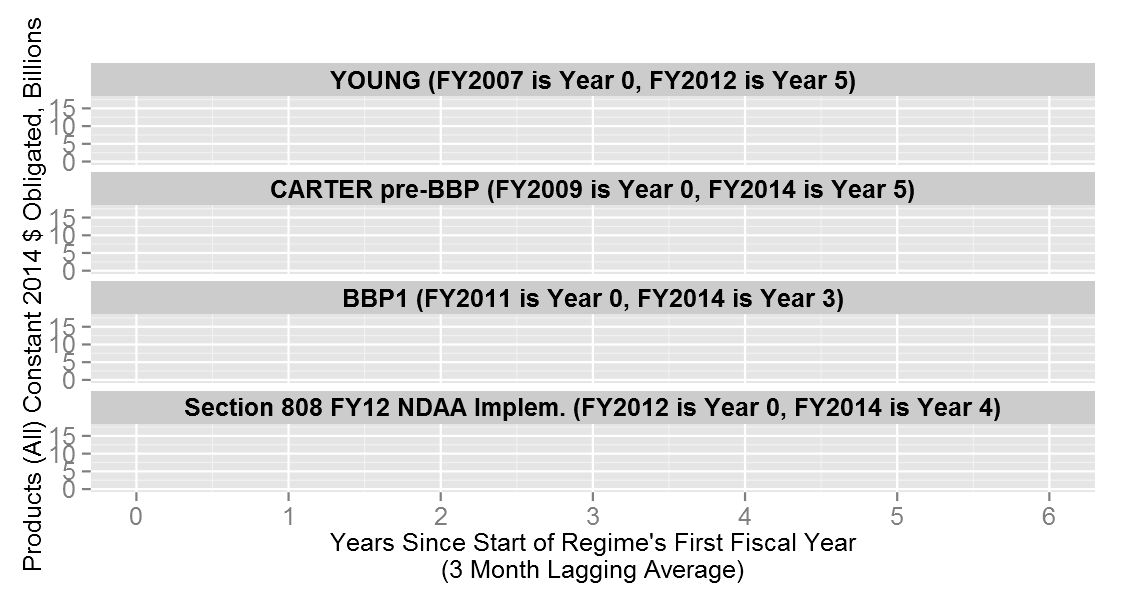 Products (All) Constant 2014 $ Obligated, Billions
YOUNG (FY2007 is Year 0, FY2012 is Year 5)
15
10
5
0
CARTER pre-BBP (FY2009 is Year 0, FY2014 is Year 5)
15
10
5
0
BBP1 (FY2011 is Year 0, FY2014 is Year 3)
15
10
5
0
Section 808 FY12 NDAA Implem. (FY2012 is Year 0, FY2014 is Year 4)
15
10
5
0
0 1 2 3 4 5 6
Years Since Start of Regime's First Fiscal Year
(3 Month Lagging Average)